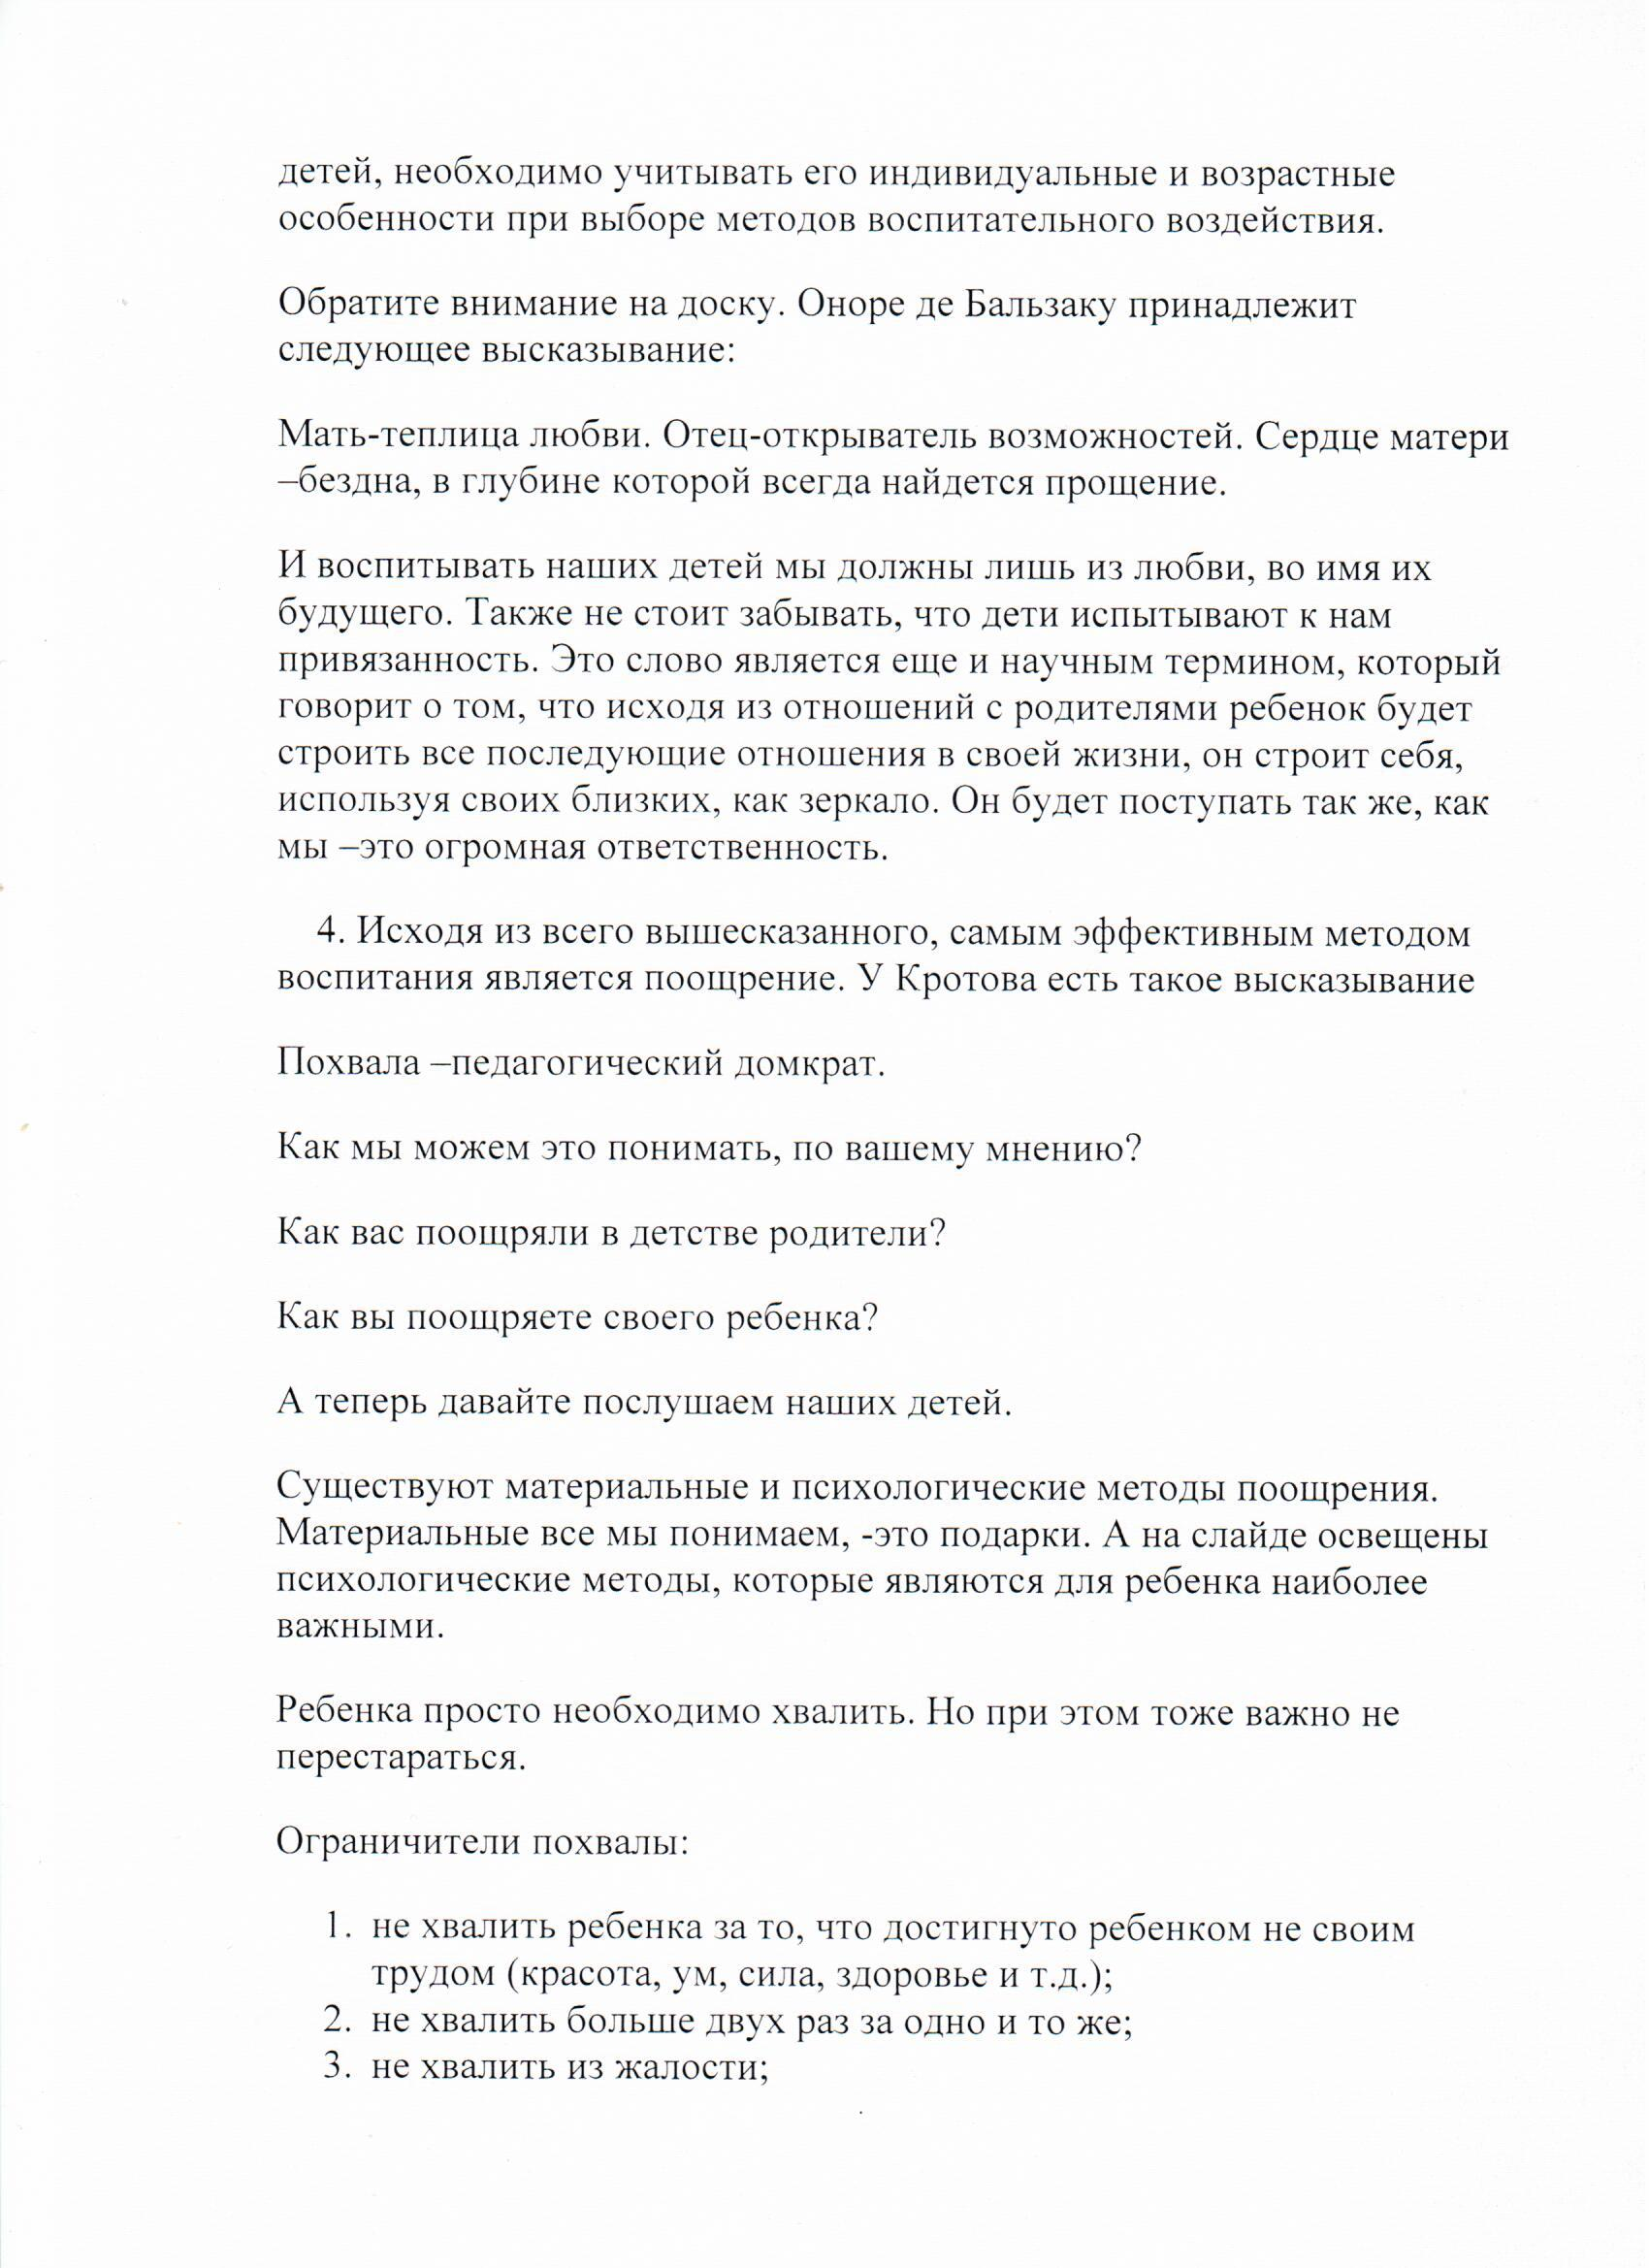 детей, необходимо учитывать его индивидуальные и возрастные
особенности при выборе методов воспитательного воздействия.
Обратите внимание на доску. Оноре де Бальзаку принадлежит
следующее высказывание:
Мать-теплица любви. Отец-открыватель возможностей. Сердце матери
–бездна, в глубине которой всегда найдется прощение.
И воспитывать наших детей мы должны лишь из любви, во имя их
будущего. Также не стоит забывать, что дети испытывают к нам
привязанность. Это слово является еще и научным термином, который
говорит о том, что исходя из отношений с родителями ребенок будет
строить все последующие отношения в своей жизни, он строит себя,
используя своих близких, как зеркало. Он будет поступать так же, как
мы –это огромная ответственность.
4. Исходя из всего вышесказанного, самым эффективным методом
воспитания является поощрение. У Кротова есть такое высказывание
Похвала –педагогический домкрат.
Как мы можем это понимать, по вашему мнению?
Как вас поощряли в детстве родители?
Как вы поощряете своего ребенка?
А теперь давайте послушаем наших детей.
Существуют материальные и психологические методы поощрения.
Материальные все мы понимаем, -это подарки. А на слайде освещены
психологические методы, которые являются для ребенка наиболее
важными.
Ребенка просто необходимо хвалить. Но при этом тоже важно не
перестараться.
Ограничители похвалы:
1. не хвалить ребенка за то, что достигнуто ребенком не своим
трудом (красота, ум, сила, здоровье и т.д.);
2. не хвалить больше двух раз за одно и то же;
3. не хвалить из жалости;